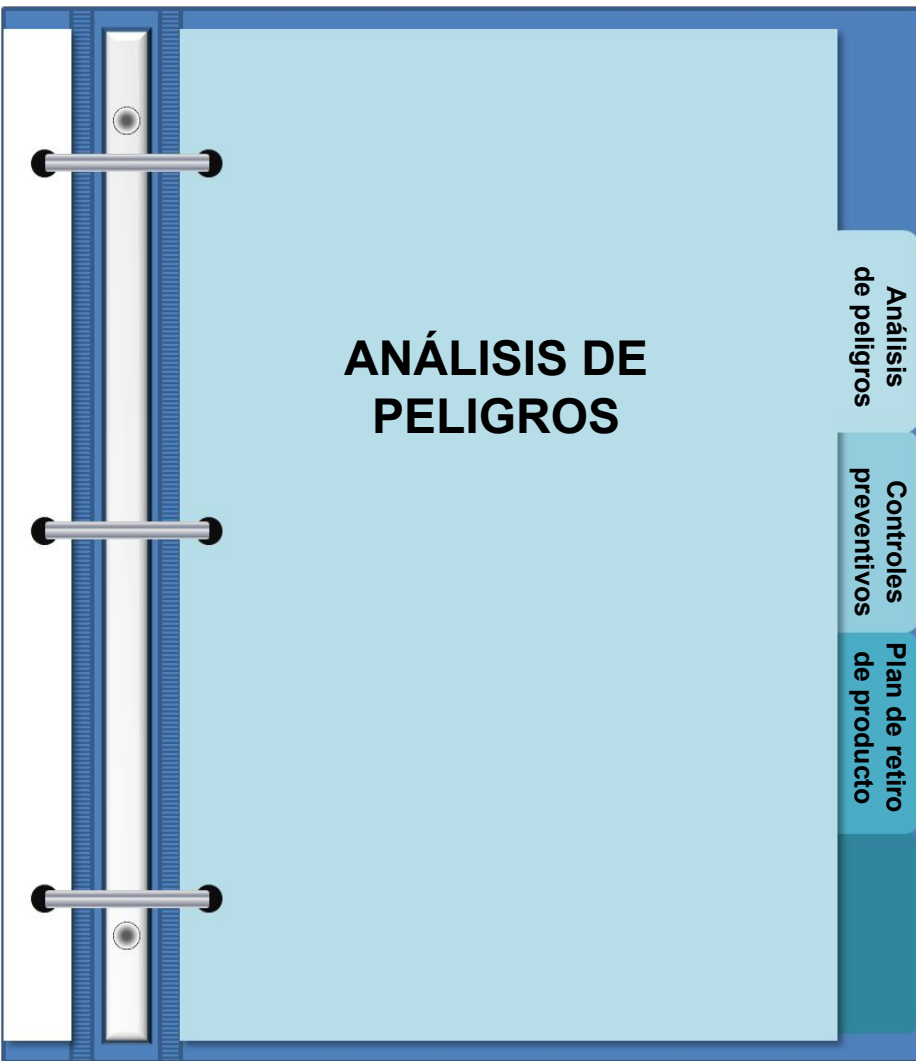 ANÁLISIS DE
PELIGROS
Análisis
de peligros
Controles
preventivos
Plan de retiro
de producto